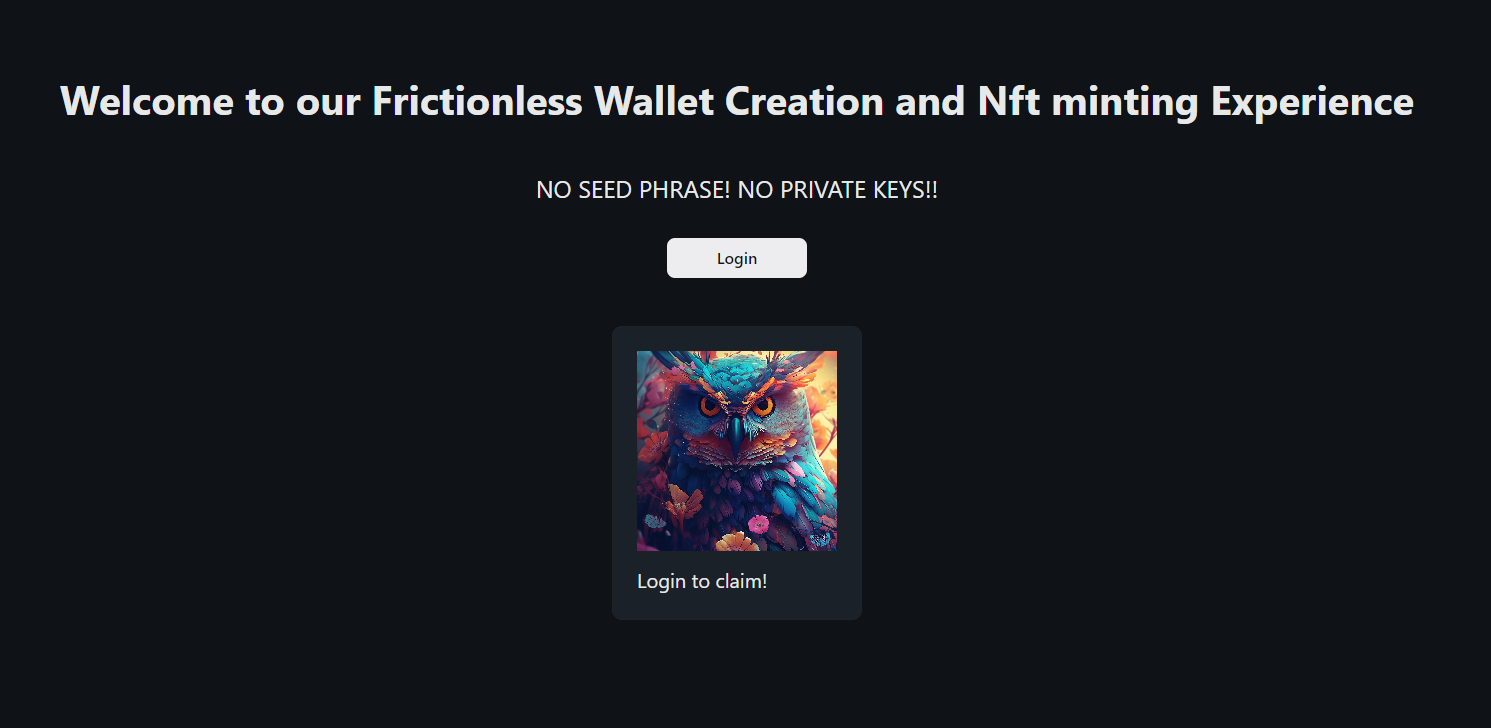 Welcome to our Frictionless Wallet Creation and Nft minting Experience
NO SEED PHRASE! NO PRIVATE KEYS!!
Login
Login to claim!